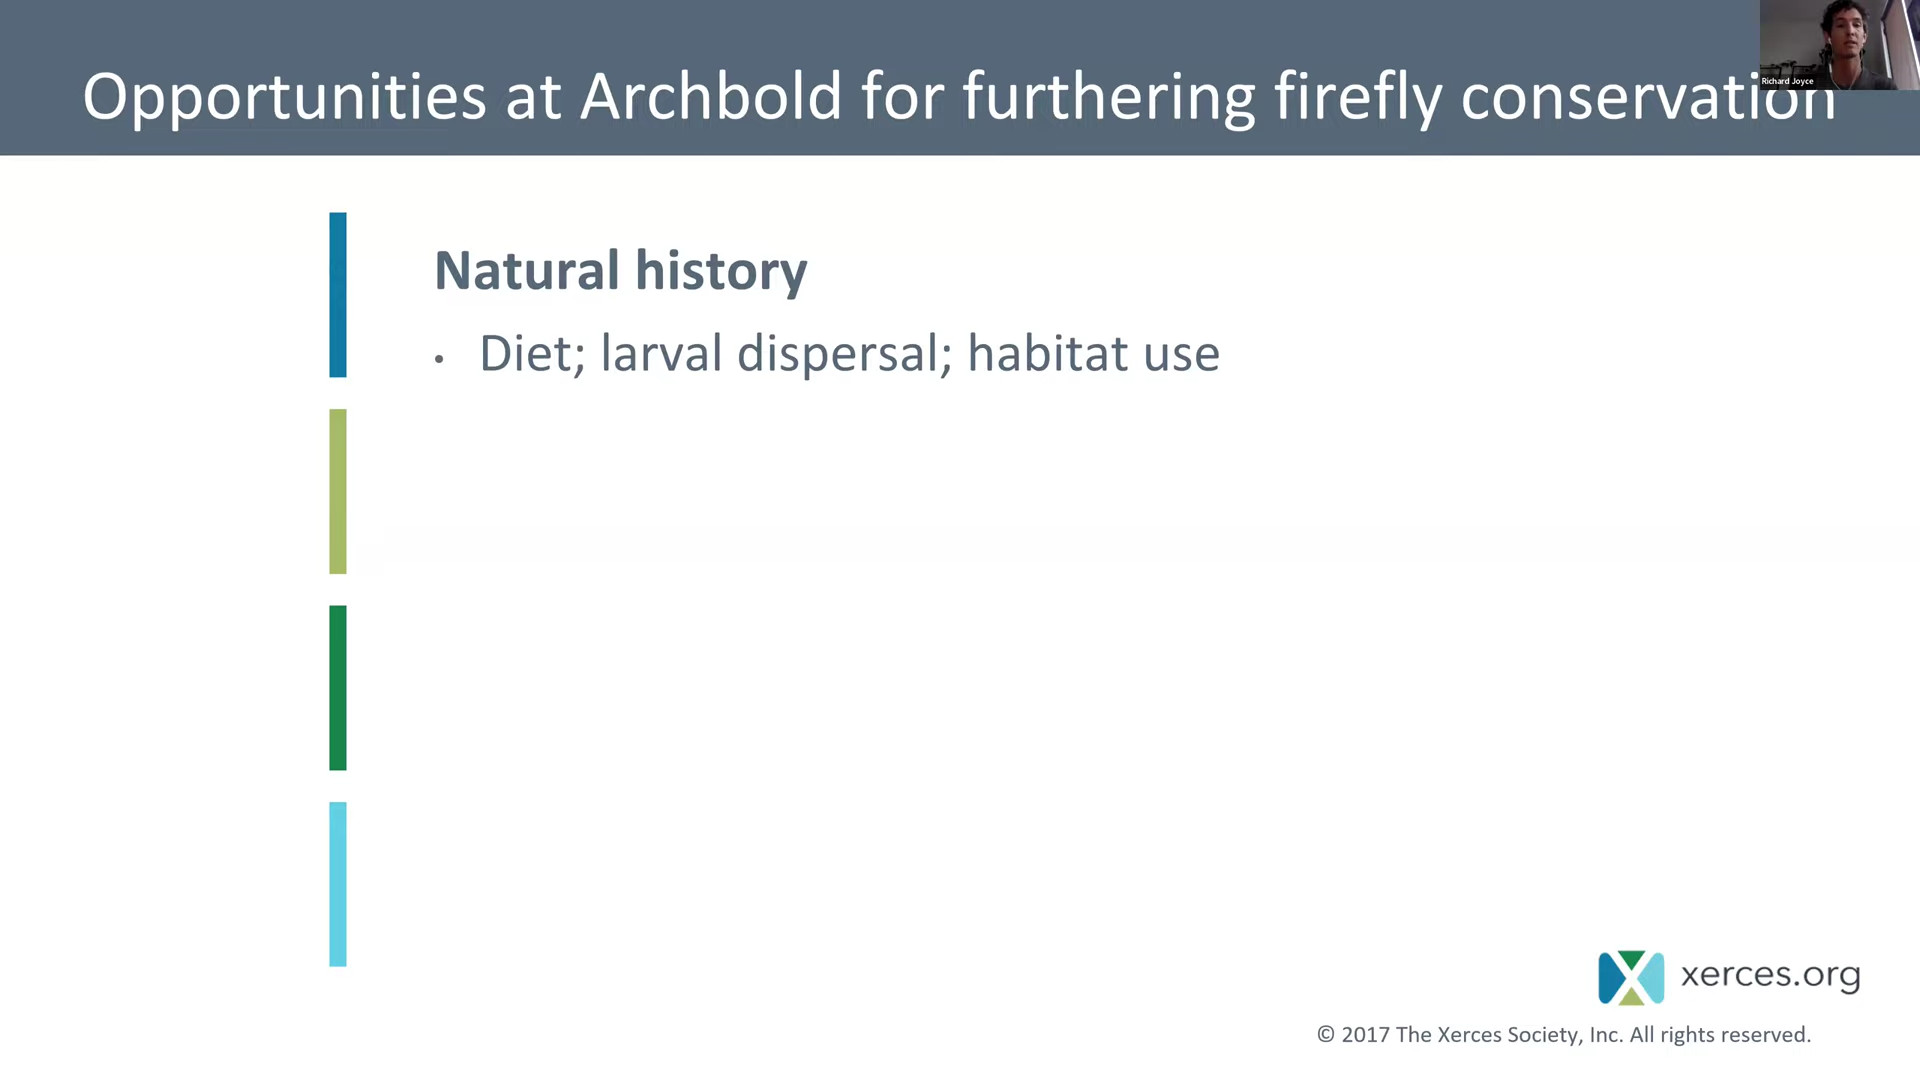 Opportunities at Archbold for furthering firefly conservation
Richard Joyce
Natural history
• Diet; larval dispersal; habitat use
xerces.org
© 2017 The Xerces Society, Inc. All rights reserved.